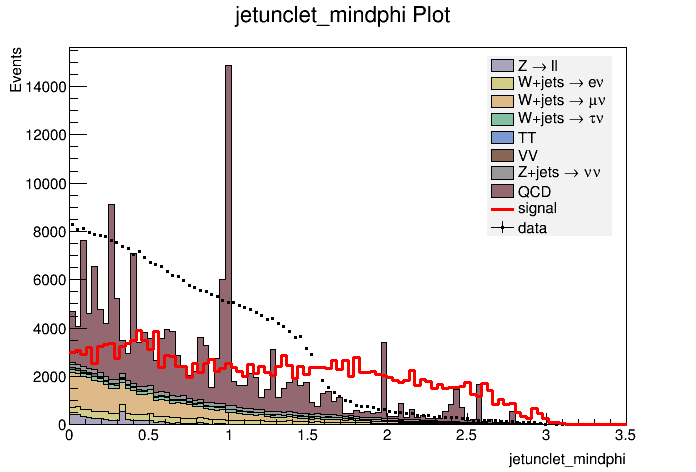 jetunclet_mindphi Plot
Events
14000
12000
10000
8000
6000
4000
2000
0
0 0.5 1 1.5 2 2.5 3 3.5
jetunclet_mindphi
Z → ll
W+jets → eν
W+jets → μν
W+jets → τν
TT
VV
Z+jets → νν
QCD
signal
data